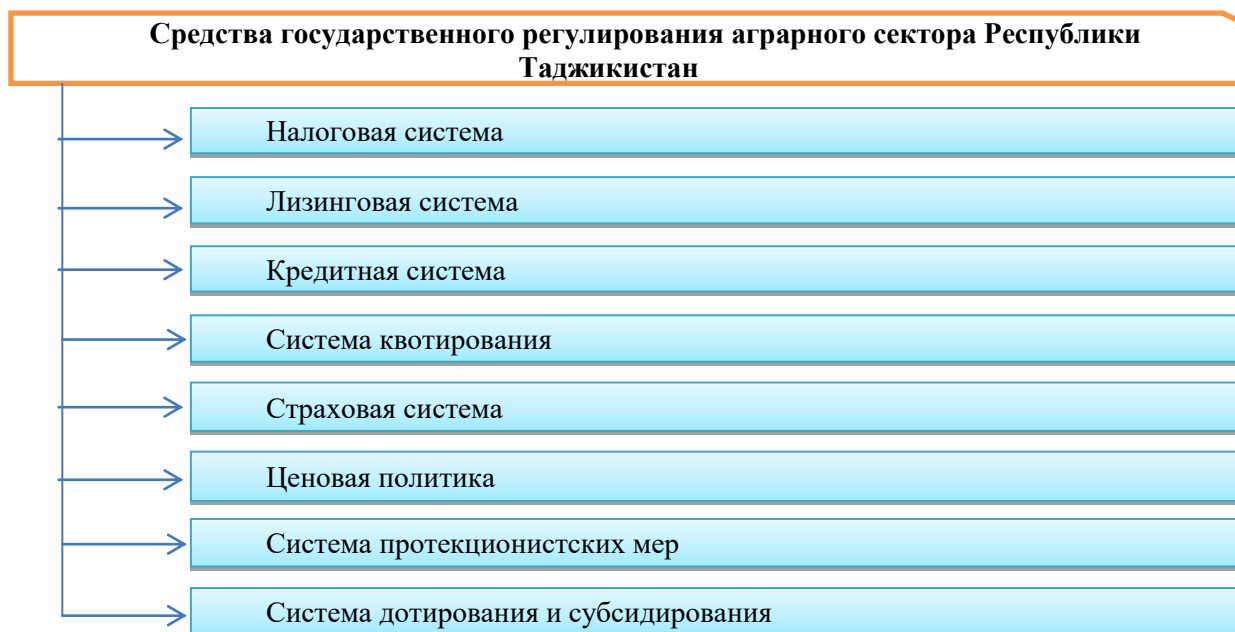 Средства государственного регулирования аграрного сектора Республики
Таджикистан
Налоговая система
Лизинговая система
Кредитная система
Система квотирования
Страховая система
Ценовая политика
Система протекционистских мер
Система дотирования и субсидирования